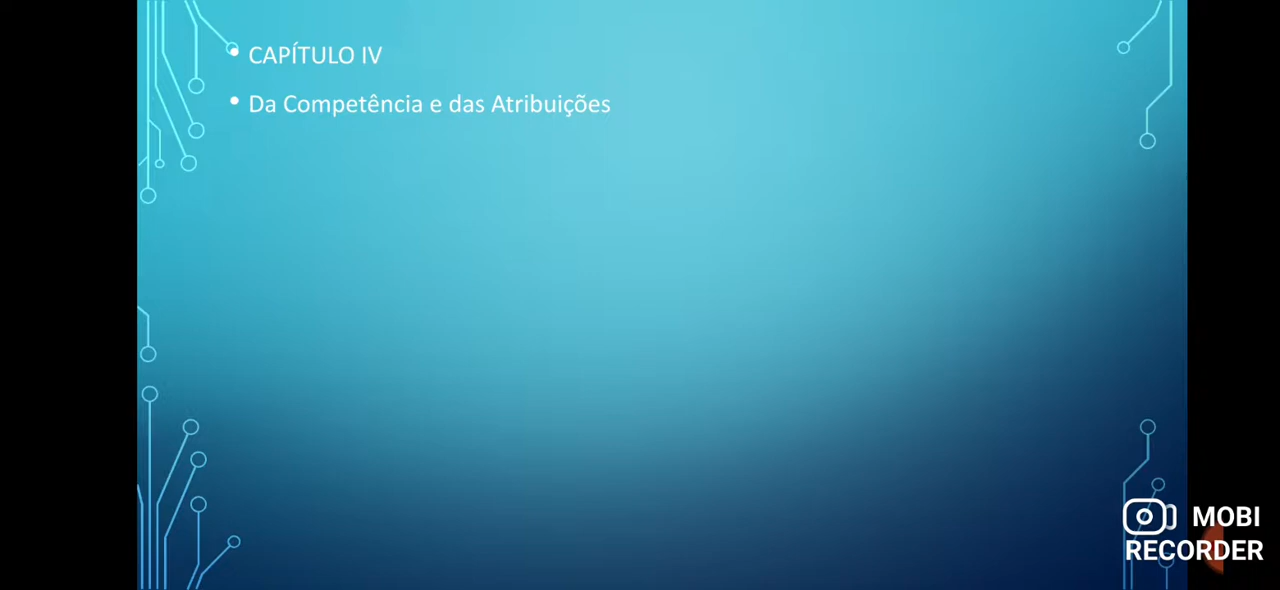 • CAPÍTULO IV
• Da Competência e das Atribuições
MOBI
RECORDER